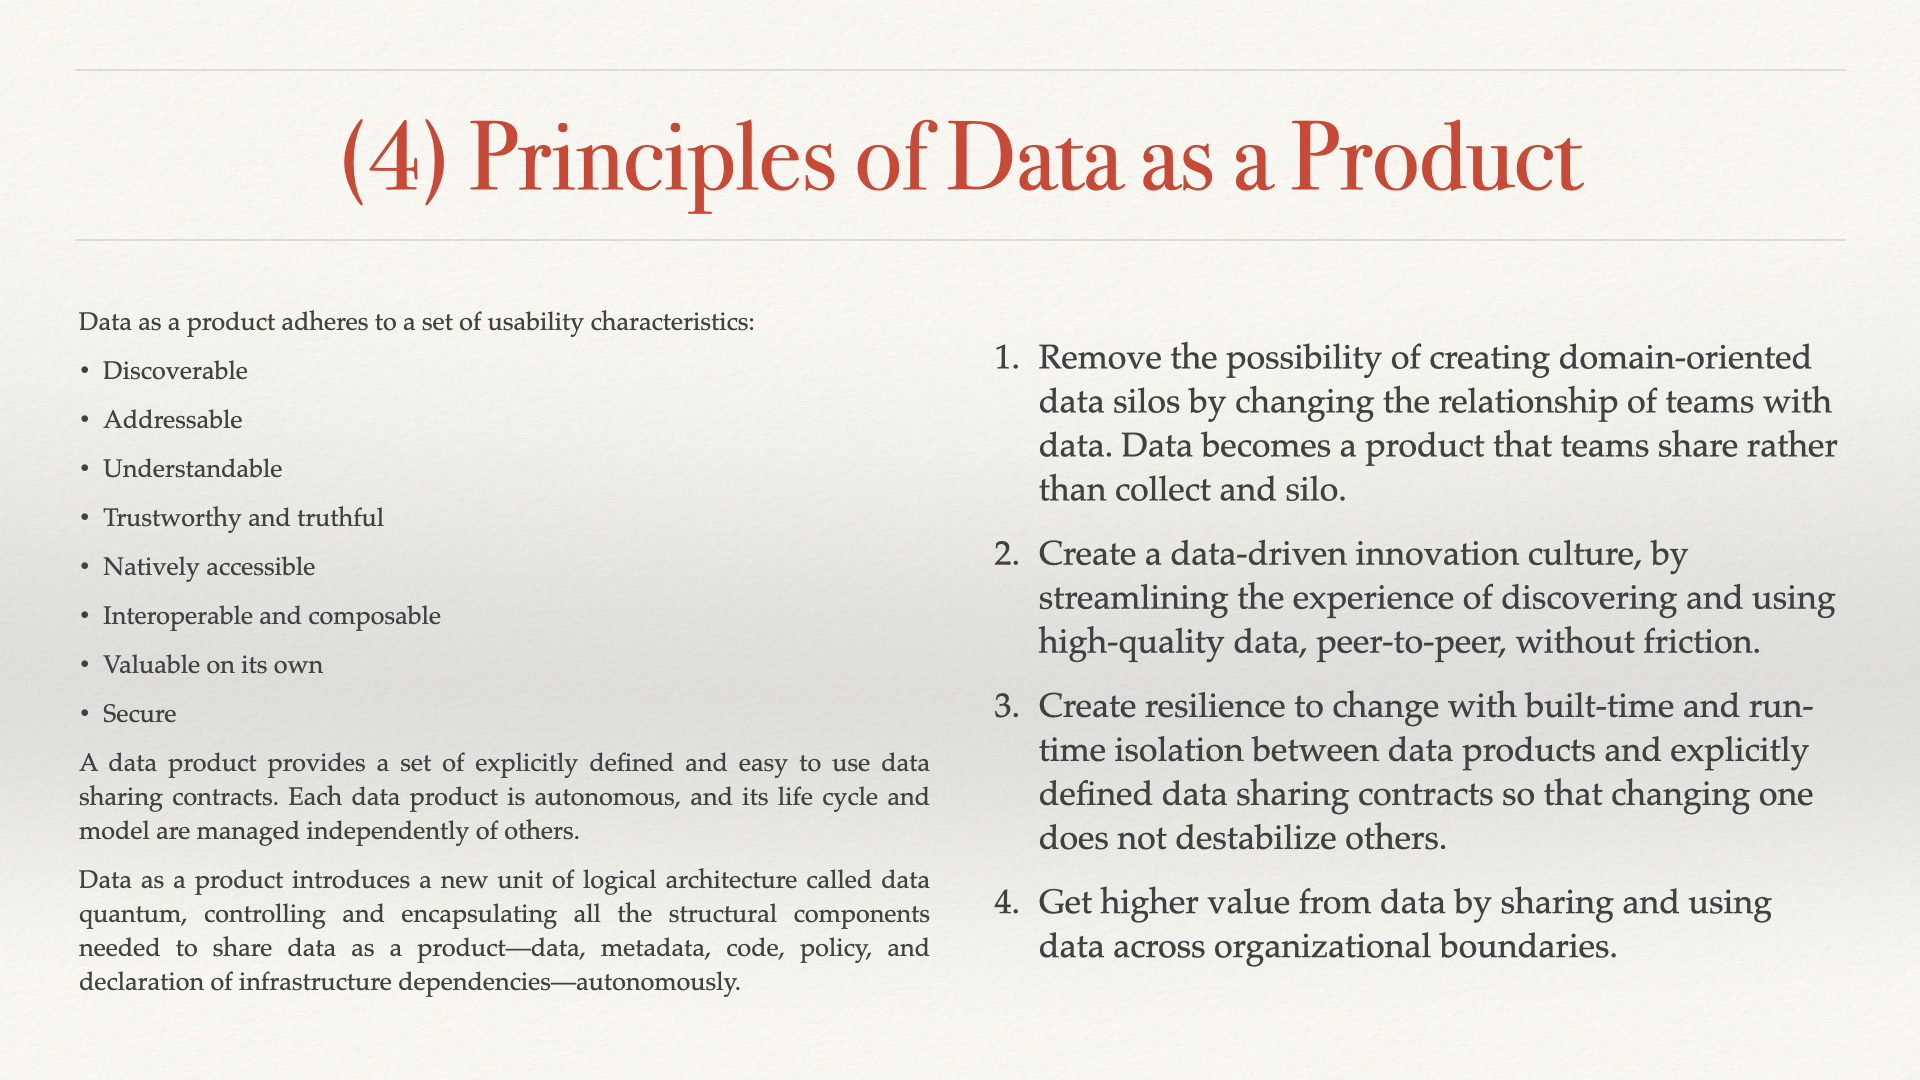 (4) Principles of Data as a Product
Data as a product adheres to a set of usability characteristics:
• Discoverable
• Addressable
• Understandable
• Trustworthy and truthful
• Natively accessible
• Interoperable and composable
• Valuable on its own
• Secure
A data product provides a set of explicitly defined and easy to use data
sharing contracts. Each data product is autonomous, and its life cycle and
model are managed independently of others.
Data as a product introduces a new unit of logical architecture called data
quantum, controlling and encapsulating all the structural components
needed to share data as a product—data, metadata, code, policy, and
declaration of infrastructure dependencies—autonomously.
1. Remove the possibility of creating domain-oriented
data silos by changing the relationship of teams with
data. Data becomes a product that teams share rather
than collect and silo.
2. Create a data-driven innovation culture, by
streamlining the experience of discovering and using
high-quality data, peer-to-peer, without friction.
3. Create resilience to change with built-time and run-
time isolation between data products and explicitly
defined data sharing contracts so that changing one
does not destabilize others.
4. Get higher value from data by sharing and using
data across organizational boundaries.